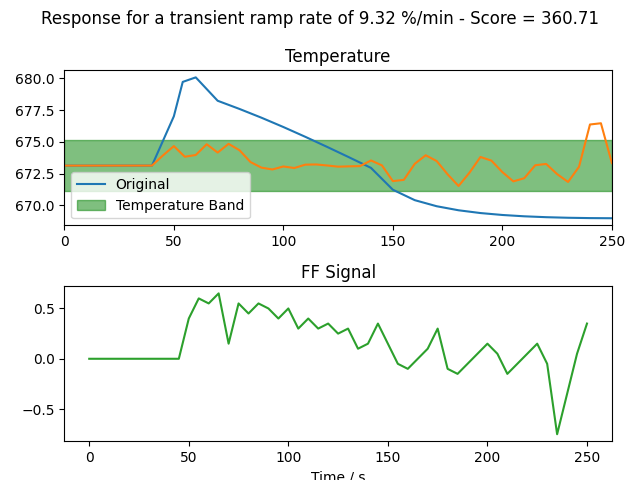 Response for a transient ramp rate of 9.32 %/min - Score = 360.71
Temperature
680.0
677.5
675.0
672.5
670.0
Original
Temperature Band
0 50 100 150 200 250
FF Signal
0.5
0.0
−0.5
0 50 100 150 200 250
Time / s